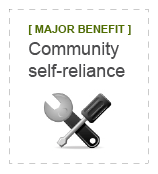 [ MAJOR BENEFIT ]
Community
self-reliance